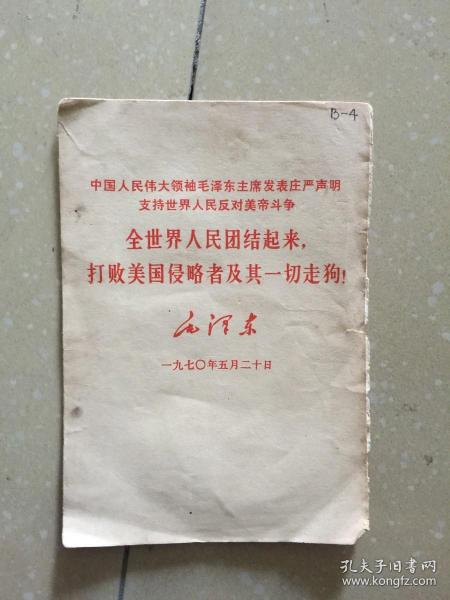 B-4
中国人民伟大领袖毛泽东主席发表庄严声明
支持世界人民反对美帝斗争
全世界人民团结起来，
打败美国侵略者及其一切走狗！
毛泽东
一九七〇年五月二十日
孔夫子旧书网
www.kongfz.com